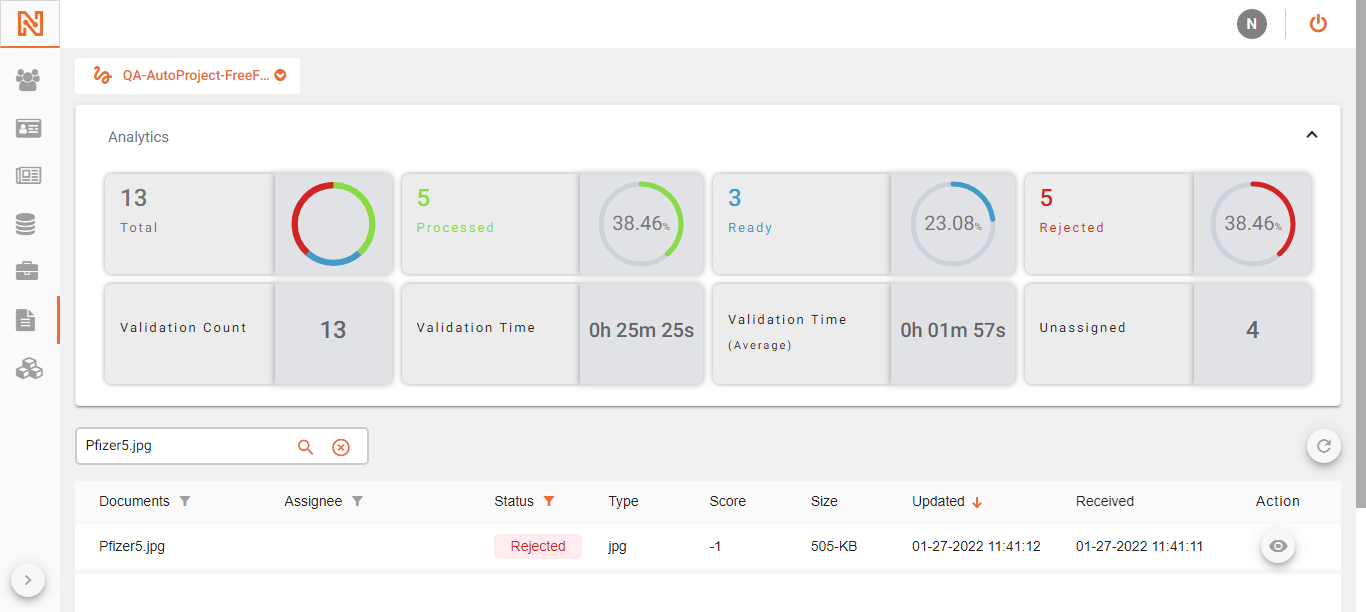 N
QA-AutoProject-FreeF...
Analytics
13
Total
5
Processed
38.46%
3
Ready
23.08%
5
Rejected
38.46%
Validation Count
13
Validation Time
0h 25m 25s
Validation Time
(Average)
0h 01m 57s
Unassigned
4
Pfizer5.jpg
Documents Assignee Status Type Score Size Updated Received Action
Pfizer5.jpg Rejected jpg -1 505-KB 01-27-2022 11:41:12 01-27-2022 11:41:11